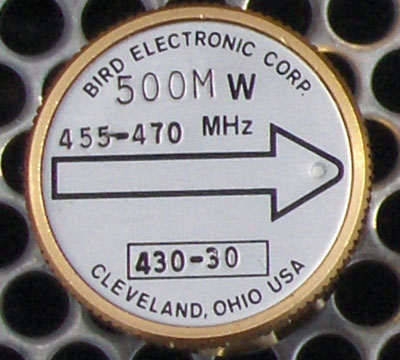 BIRD ELECTRONIC CORP.
500M W
455-470 MHz
430-30
CLEVELAND, OHIO USA